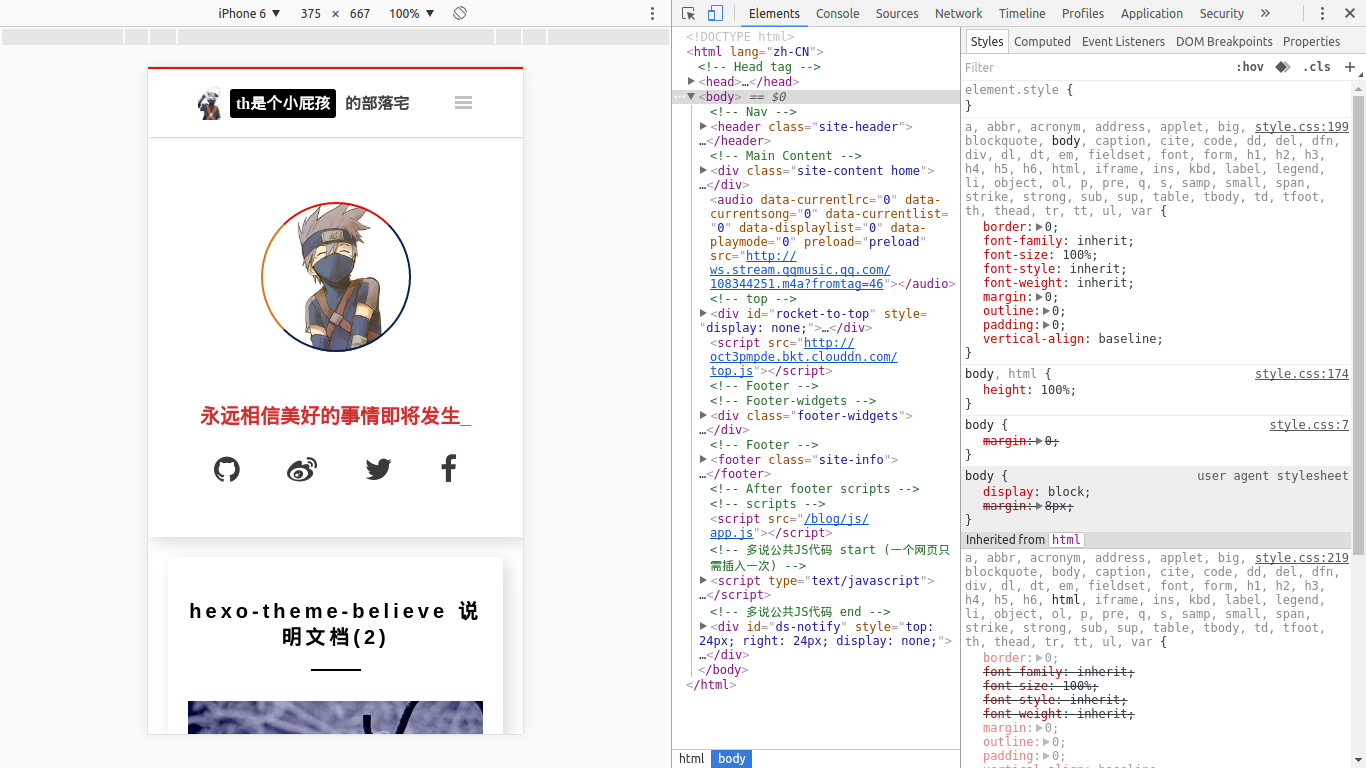 iPhone 6 ▼ 375 × 667 100% ▼
th是个小屁孩 的部落宅
永远相信美好的事情即将发生_
hexo-theme-believe 说
明文档(2)
Elements Console Sources Network Timeline Profiles Application Security »
<!DOCTYPE html>
<html lang="zh-CN">
<!-- Head tag -->
▶<head>…</head>
…▼<body> == $0
<!-- Nav -->
▶<header class="site-header">
…</header>
<!-- Main Content -->
▶<div class="site-content home">
…</div>
<audio data-currentlrc="0" data-
currentsong="0" data-currentlist=
"0" data-displaylist="0" data-
playmode="0" preload="preload"
src="http://
ws.stream.qqmusic.qq.com/
108344251.m4a?fromtag=46"></audio>
<!-- top -->
▶<div id="rocket-to-top" style=
"display: none;">…</div>
<script src="http://
oct3pmpde.bkt.clouddn.com/
top.js"></script>
<!-- Footer -->
<!-- Footer-widgets -->
▶<div class="footer-widgets">
…</div>
<!-- Footer -->
▶<footer class="site-info">
…</footer>
<!-- After footer scripts -->
<!-- scripts -->
<script src="/blog/js/
app.js"></script>
<!-- 多说公共JS代码 start (一个网页只
需插入一次) -->
▶<script type="text/javascript">
…</script>
<!-- 多说公共JS代码 end -->
▶<div id="ds-notify" style="top:
24px; right: 24px; display: none;">
…</div>
</body>
</html>
html body
Styles Computed Event Listeners DOM Breakpoints Properties
Filter :hov .cls +
element.style {
}
a, abbr, acronym, address, applet, big, style.css:199
blockquote, body, caption, cite, code, dd, del, dfn,
div, dl, dt, em, fieldset, font, form, h1, h2, h3,
h4, h5, h6, html, iframe, ins, kbd, label, legend,
li, object, ol, p, pre, q, s, samp, small, span,
strike, strong, sub, sup, table, tbody, td, tfoot,
th, thead, tr, tt, ul, var {
border:▶0;
font-family: inherit;
font-size: 100%;
font-style: inherit;
font-weight: inherit;
margin:▶0;
outline:▶0;
padding:▶0;
vertical-align: baseline;
}
body, html { style.css:174
height: 100%;
}
body { style.css:7
margin:▶0;
}
body { user agent stylesheet
display: block;
margin:▶8px;
}
Inherited from html
a, abbr, acronym, address, applet, big, style.css:219
blockquote, body, caption, cite, code, dd, del, dfn,
div, dl, dt, em, fieldset, font, form, h1, h2, h3,
h4, h5, h6, html, iframe, ins, kbd, label, legend,
li, object, ol, p, pre, q, s, samp, small, span,
strike, strong, sub, sup, table, tbody, td, tfoot,
th, thead, tr, tt, ul, var {
border:▶0;
font-family: inherit;
font-size: 100%;
font-style: inherit;
font-weight: inherit;
margin:▶0;
outline:▶0;
padding:▶0;
vertical-align: baseline